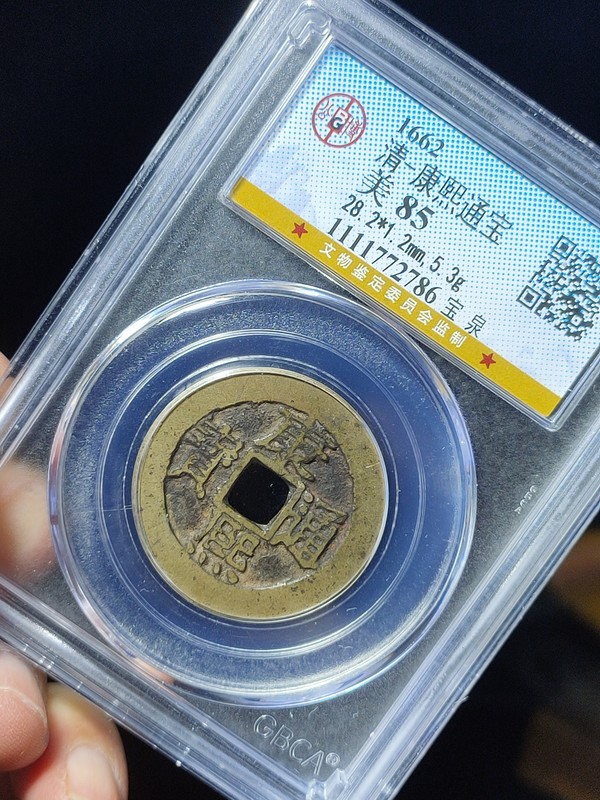 1662
清-康熙通宝
美 85
28.2*1.2mm, 5.3g
1111772786 宝泉
文物鉴定委员会监制
康熙通寶
GBCA®